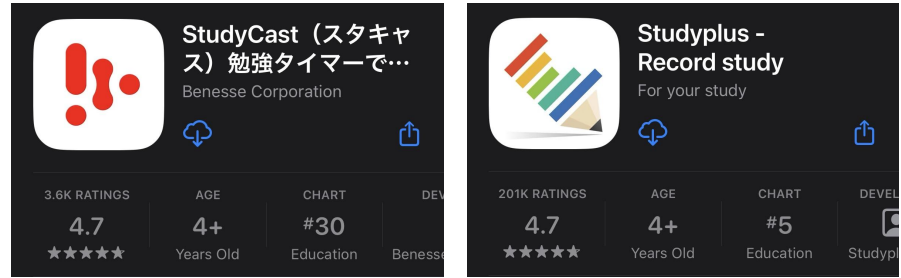 StudyCast（スタキャ
ス）勉強タイマーで…
Benesse Corporation
3.6K RATINGS
AGE
CHART
DEV
4.7
4+
#30
Years Old
Education
Benesse
Studyplus -
Record study
For your study
201K RATINGS
AGE
CHART
DEVEL
4.7
4+
#5
Years Old
Education
Studypl